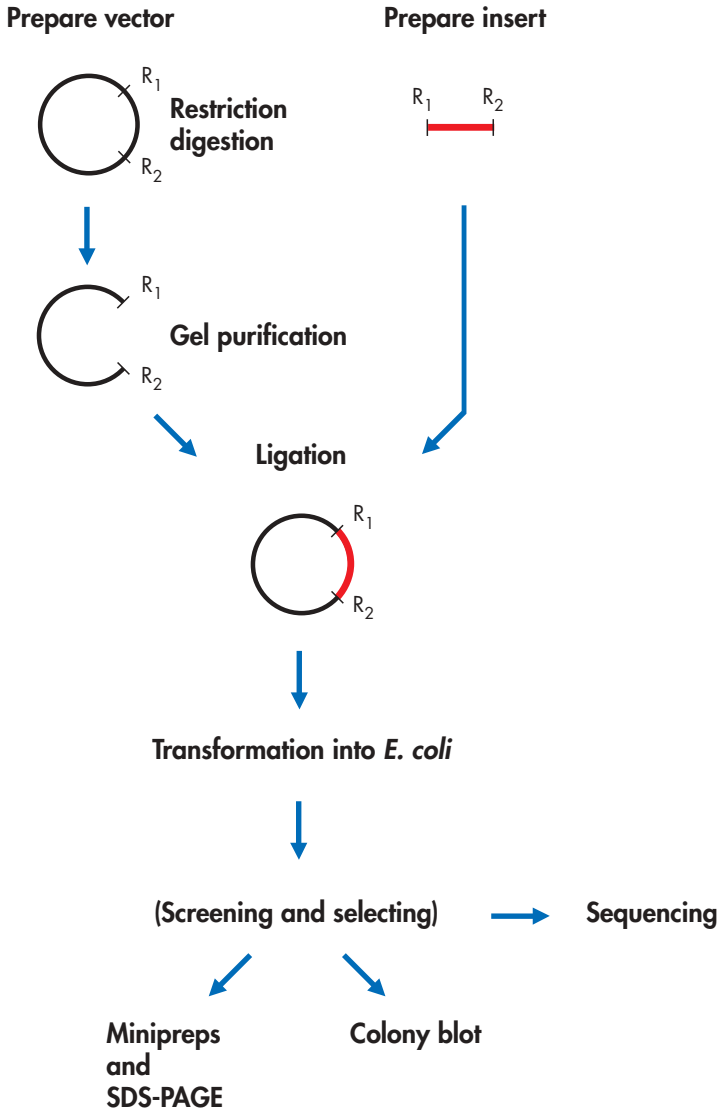 Prepare vector
Prepare insert
R1
Restriction
digestion
R2
R1 R2
R1
Gel purification
R2
Ligation
R1
R2
Transformation into E. coli
(Screening and selecting)
Sequencing
Minipreps
and
SDS-PAGE
Colony blot